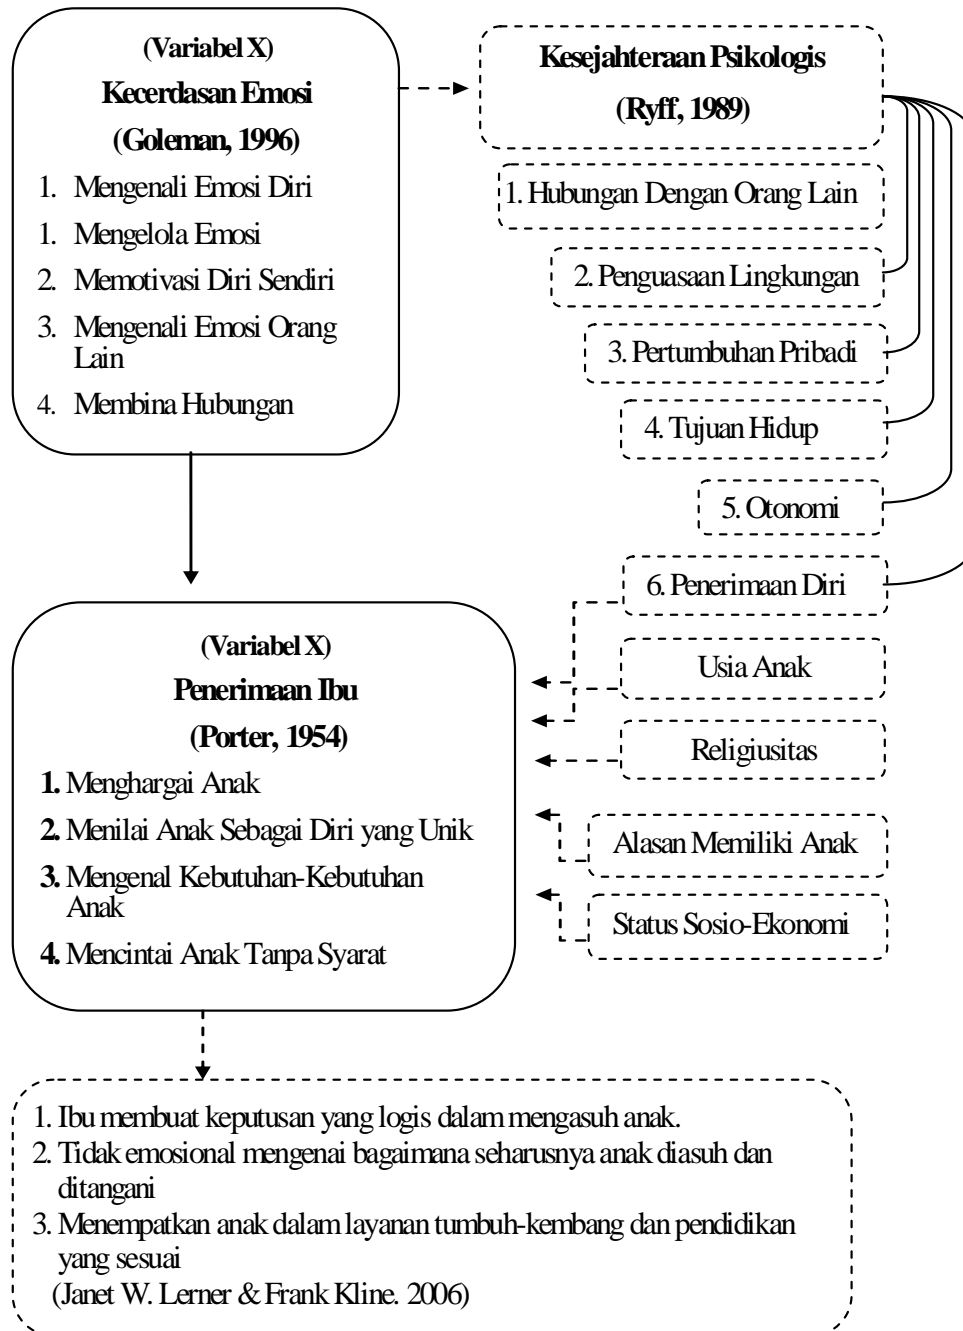 (Variabel X)
Kecerdasan Emosi
(Goleman, 1996)
1. Mengenali Emosi Diri
1. Mengelola Emosi
2. Memotivasi Diri Sendiri
3. Mengenali Emosi Orang
Lain
4. Membina Hubungan
Kesejahteraan Psikologis
(Ryff, 1989)
1. Hubungan Dengan Orang Lain
2. Penguasaan Lingkungan
3. Pertumbuhan Pribadi
4. Tujuan Hidup
5. Otonomi
6. Penerimaan Diri
Usia Anak
Religiusitas
Alasan Memiliki Anak
Status Sosio-Ekonomi
(Variabel X)
Penerimaan Ibu
(Porter, 1954)
1. Menghargai Anak
2. Menilai Anak Sebagai Diri yang Unik
3. Mengenal Kebutuhan-Kebutuhan
Anak
4. Mencintai Anak Tanpa Syarat
1. Ibu membuat keputusan yang logis dalam mengasuh anak.
2. Tidak emosional mengenai bagaimana seharusnya anak diasuh dan
ditangani
3. Menempatkan anak dalam layanan tumbuh-kembang dan pendidikan
yang sesuai
(Janet W. Lerner & Frank Kline. 2006)